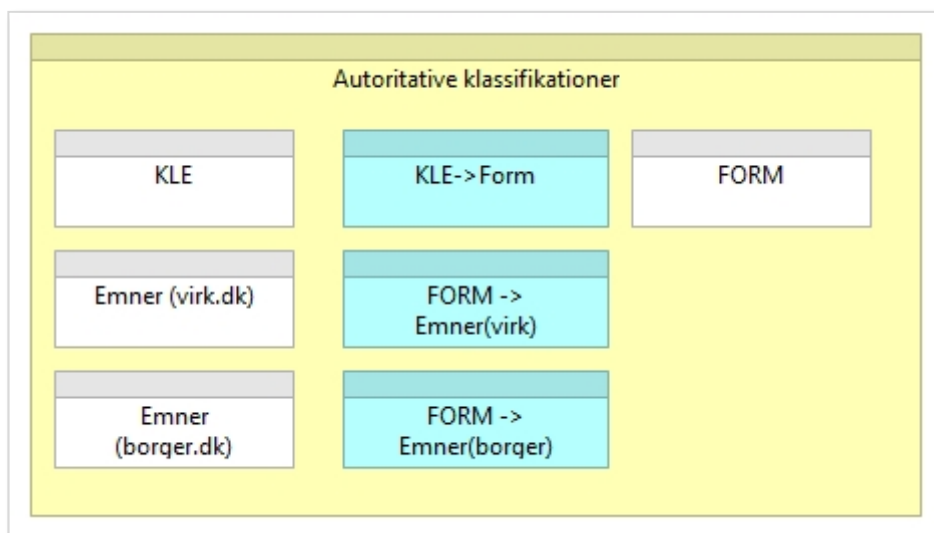 Autoritative klassifikationer
KLE
KLE->Form
FORM
Emner (virk.dk)
FORM ->
Emner(virk)
Emner
(borger.dk)
FORM ->
Emner(borger)